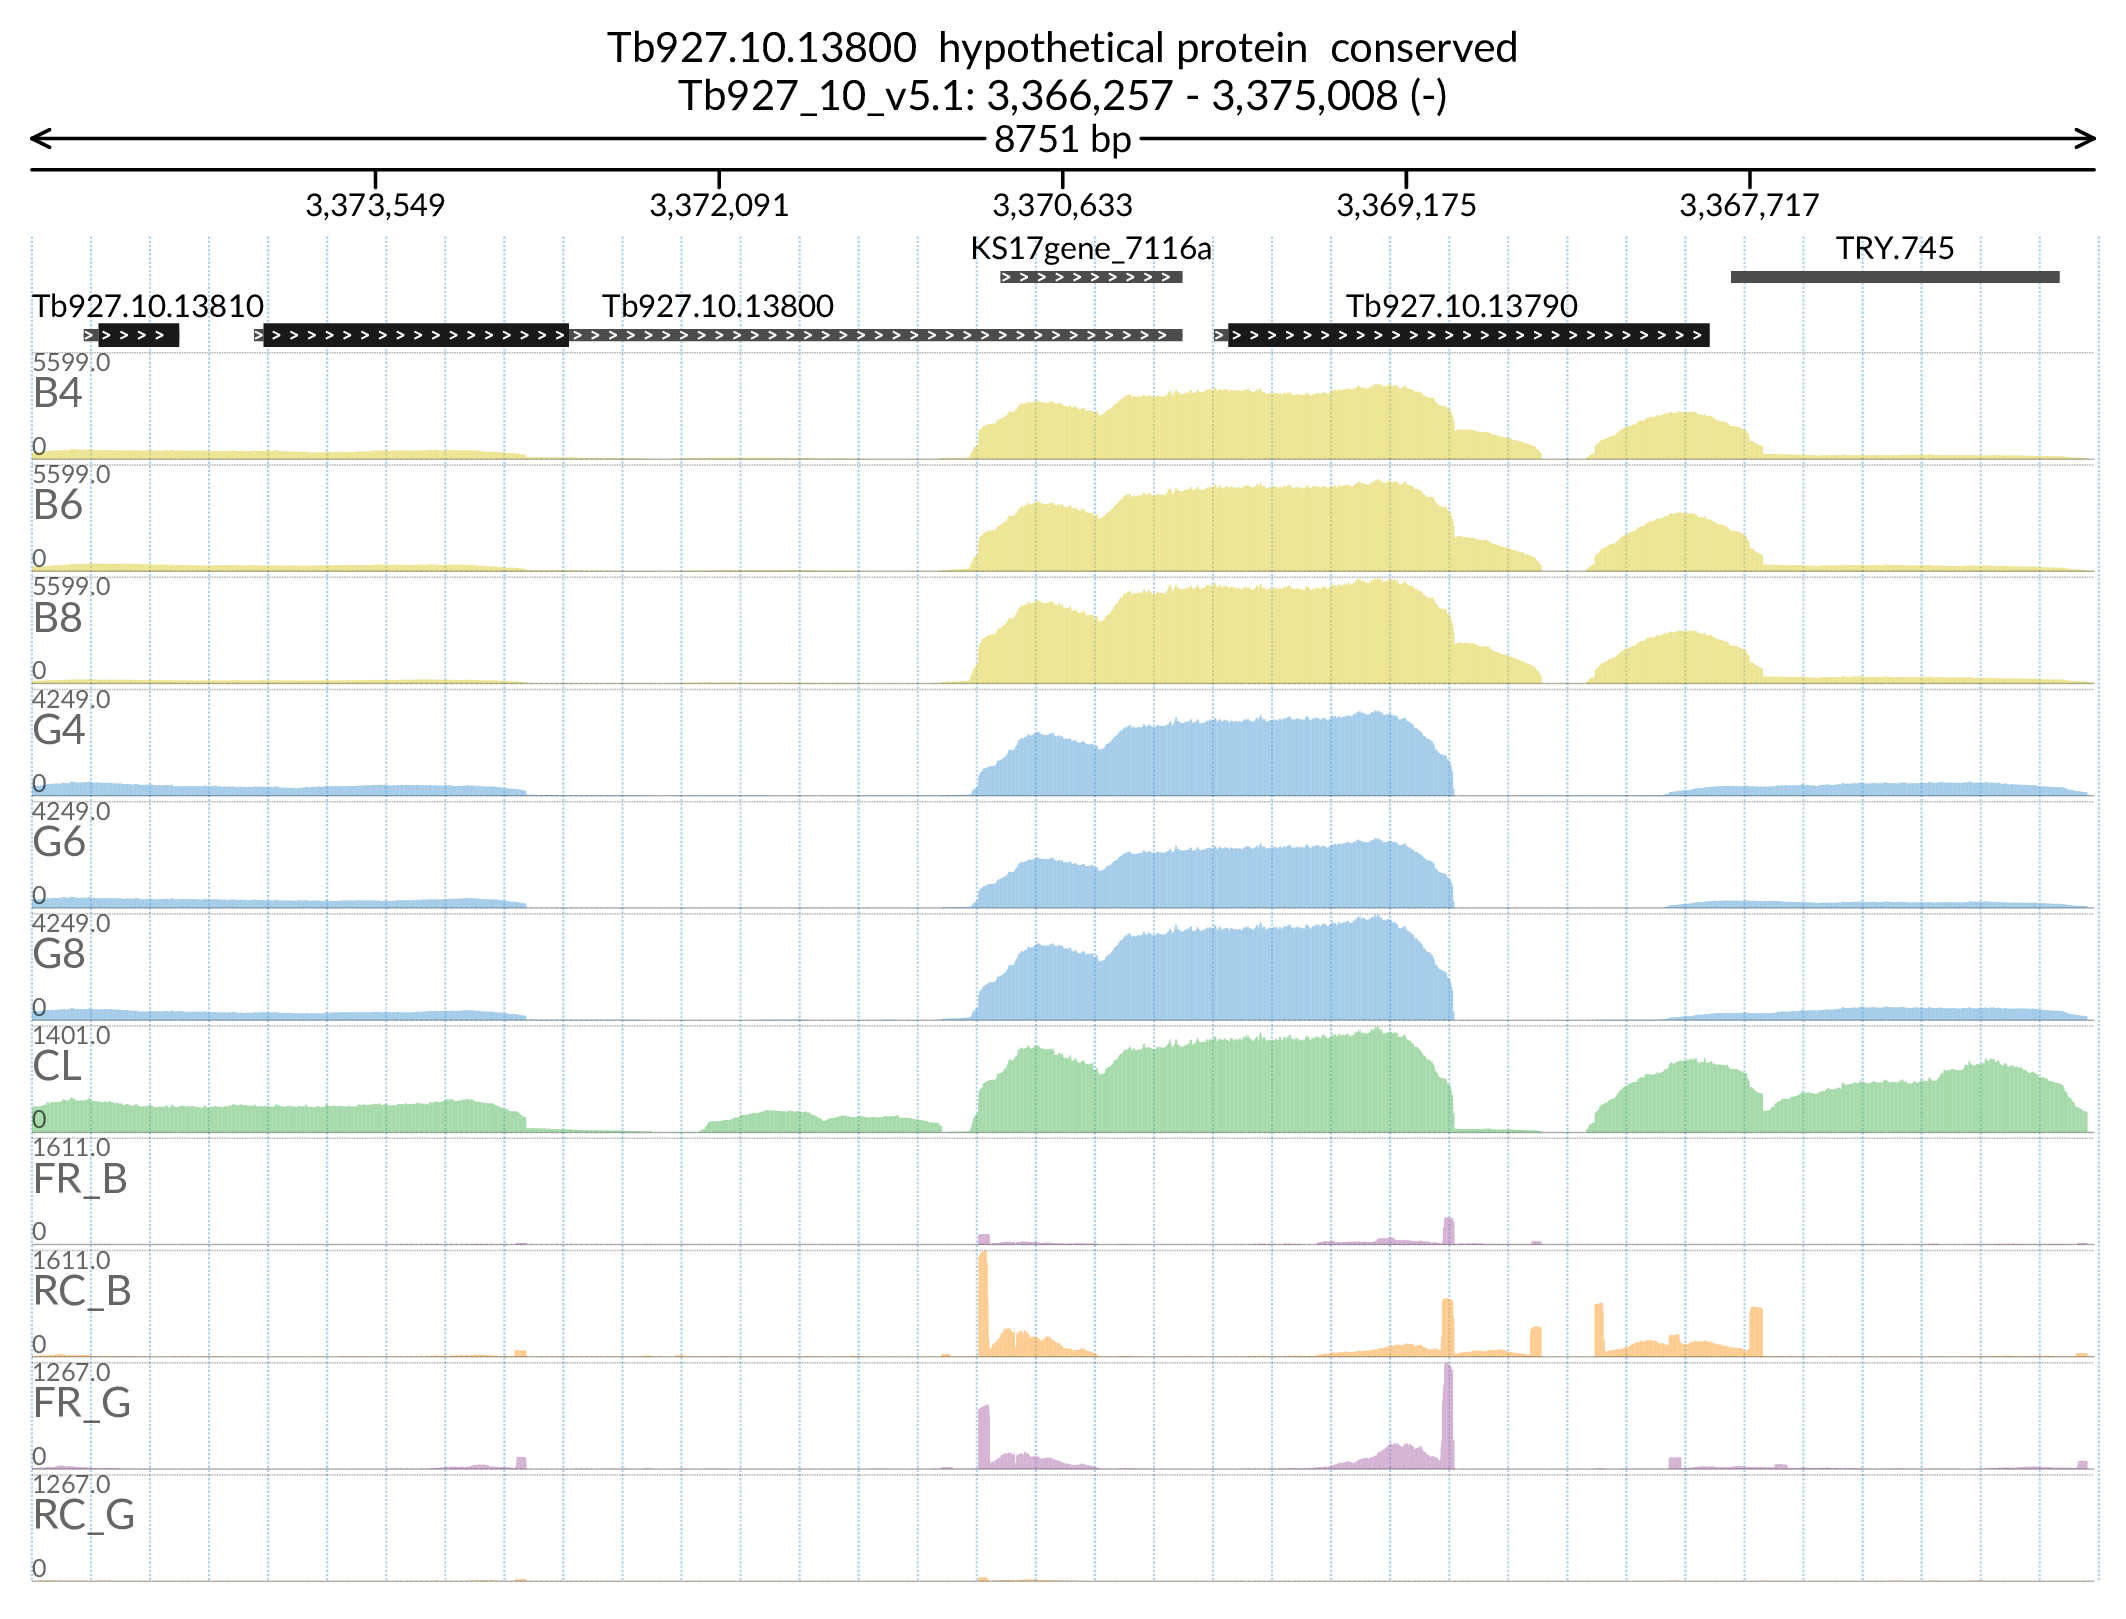 Tb927.10.13800 hypothetical protein conserved
Tb927_10_v5.1: 3,366,257 - 3,375,008 (-)
8751 bp
3,373,549 3,372,091 3,370,633 3,369,175 3,367,717
KS17gene_7116a TRY.745
Tb927.10.13810 Tb927.10.13800 Tb927.10.13790
5599.0
B4
0
5599.0
B6
0
5599.0
B8
0
4249.0
G4
0
4249.0
G6
0
4249.0
G8
0
1401.0
CL
0
1611.0
FR_B
0
1611.0
RC_B
0
1267.0
FR_G
0
1267.0
RC_G
0